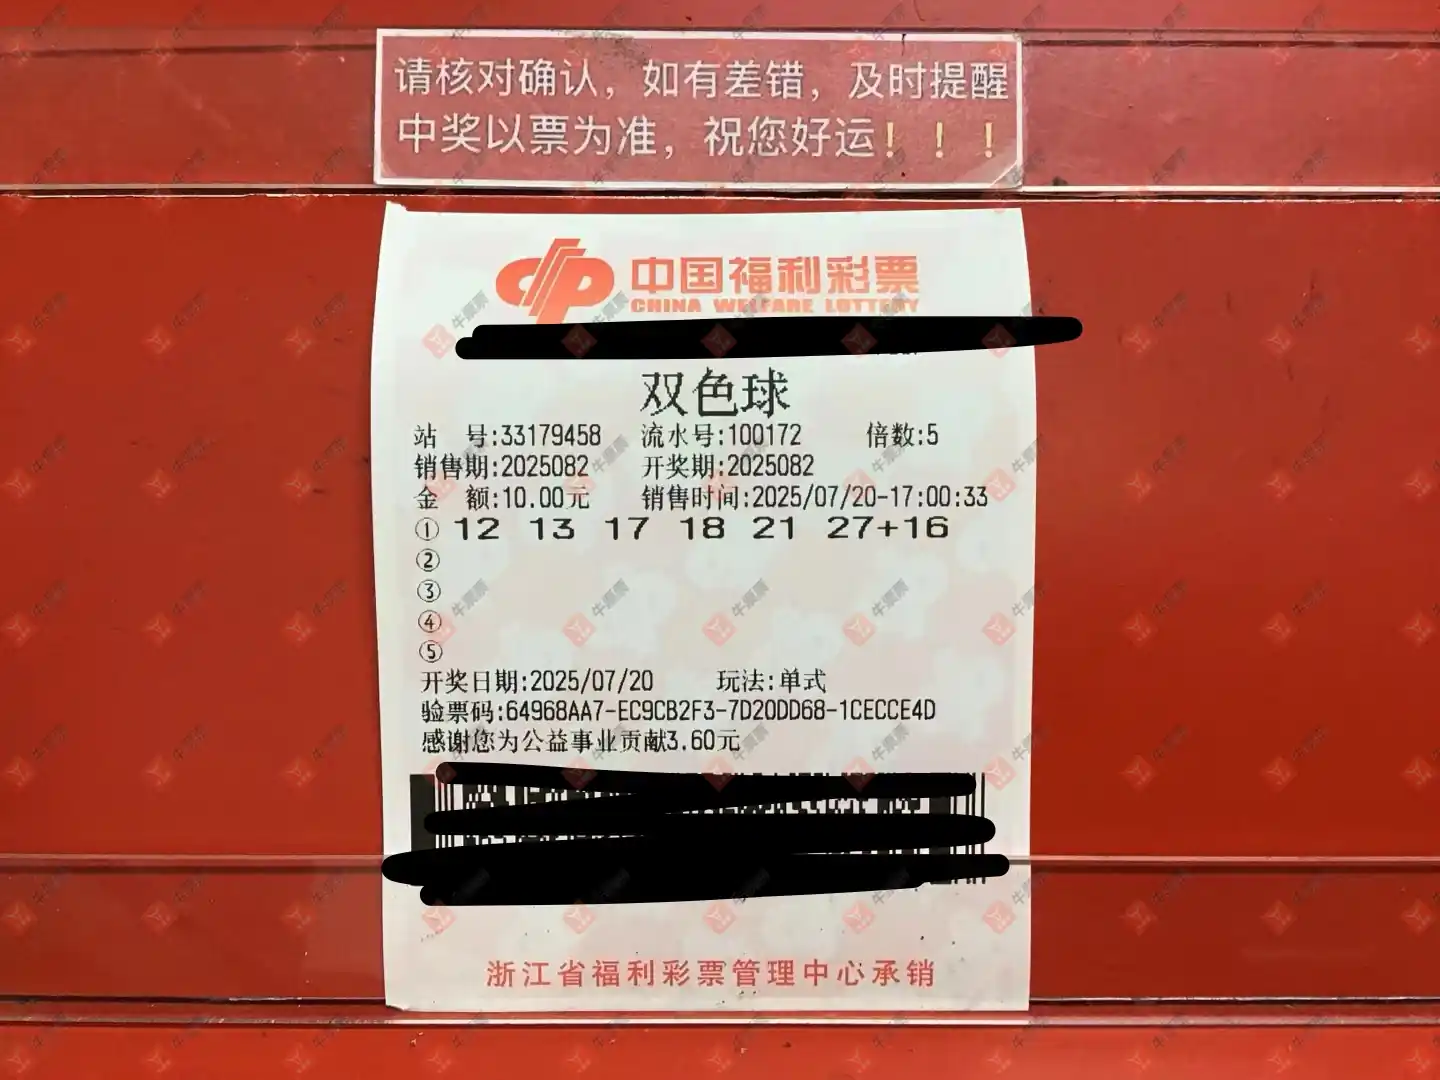 请核对确认，如有差错，及时提醒
中奖以票为准，祝您好运！！！
中国福利彩票
CHINA WELFARE LOTTERY
双色球
站 号:33179458 流水号:100172 倍数:5
销售期:2025082 开奖期:2025082
金 额:10.00元 销售时间:2025/07/20-17:00:33
① 12 13 17 18 21 27+16
②
③
④
⑤
开奖日期:2025/07/20 玩法:单式
验票码:64968AA7-EC9CB2F3-7D20DD68-1CECCE4D
感谢您为公益事业贡献3.60元
浙江省福利彩票管理中心承销
牛票票